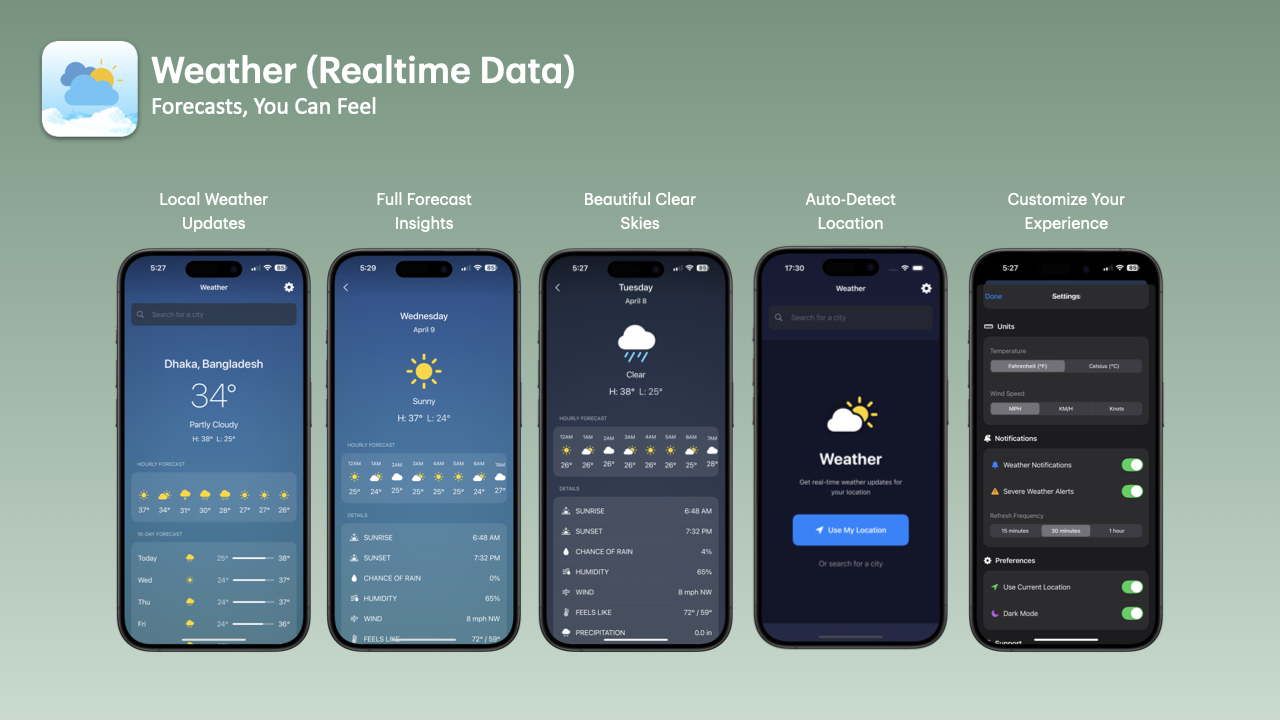 Weather (Realtime Data)
Forecasts, You Can Feel
Local Weather
Updates
5:27
85
Weather
Search for a city
Dhaka, Bangladesh
34°
Partly Cloudy
H: 38° L: 25°
HOURLY FORECAST
37° 34° 31° 30° 28° 27° 27° 26°
10-DAY FORECAST
Today 25° 38°
Wed 24° 37°
Thu 24° 37°
Fri 24° 36°
Full Forecast
Insights
5:29
85
Wednesday
April 9
Sunny
H: 37° L: 24°
HOURLY FORECAST
12AM 1AM 2AM 3AM 4AM 5AM 6AM 7AM
25° 24° 25° 25° 25° 25° 24° 27°
DETAILS
SUNRISE 6:48 AM
SUNSET 7:32 PM
CHANCE OF RAIN 0%
HUMIDITY 65%
WIND 8 mph NW
FEELS LIKE 72° / 59°
Beautiful Clear
Skies
5:27
85
Tuesday
April 8
Clear
H: 38° L: 25°
HOURLY FORECAST
12AM 1AM 2AM 3AM 4AM 5AM 6AM 7AM
26° 26° 26° 26° 26° 26° 25° 28°
DETAILS
SUNRISE 6:48 AM
SUNSET 7:32 PM
CHANCE OF RAIN 4%
HUMIDITY 65%
WIND 8 mph NW
FEELS LIKE 72° / 59°
PRECIPITATION 0.0 in
Auto-Detect
Location
17:30
Weather
Search for a city
Weather
Get real-time weather updates for
your location
Use My Location
Or search for a city
Customize Your
Experience
5:27
85
Done Settings
Units
Temperature
Fahrenheit (°F) Celsius (°C)
Wind Speed
MPH KM/H Knots
Notifications
Weather Notifications
Severe Weather Alerts
Refresh Frequency
15 minutes 30 minutes 1 hour
Preferences
Use Current Location
Dark Mode
Support